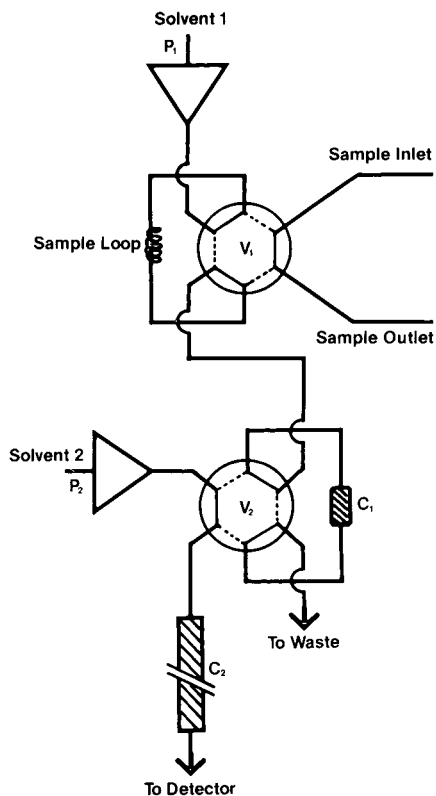 Solvent 1
P₁
Sample Inlet
Sample Loop
V₁
Sample Outlet
Solvent 2
P₂
V₂
C₁
To Waste
C₂
To Detector